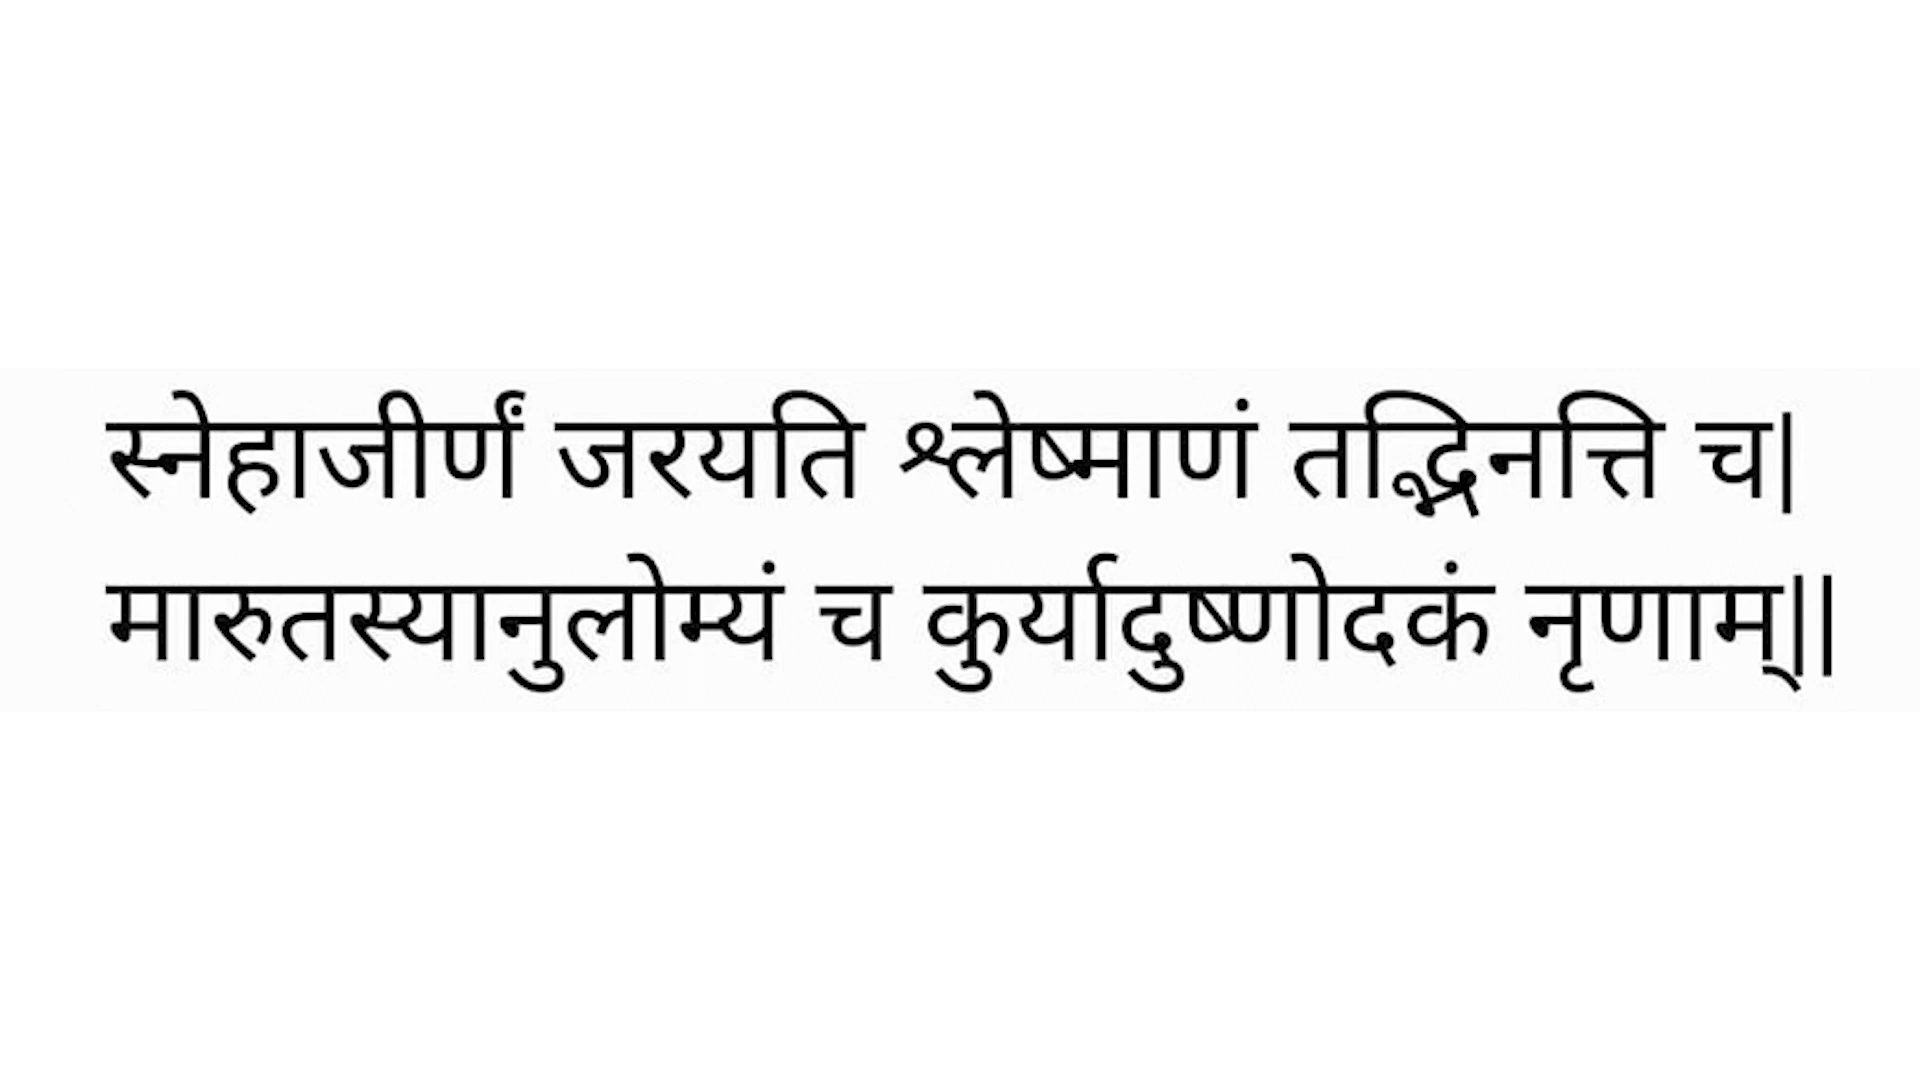 स्नेहाजीर्णं जरयति श्लेष्माणं तद्भिनत्ति च|
मारुतस्यानुलोम्यं च कुर्यादुष्णोदकं नृणाम्||